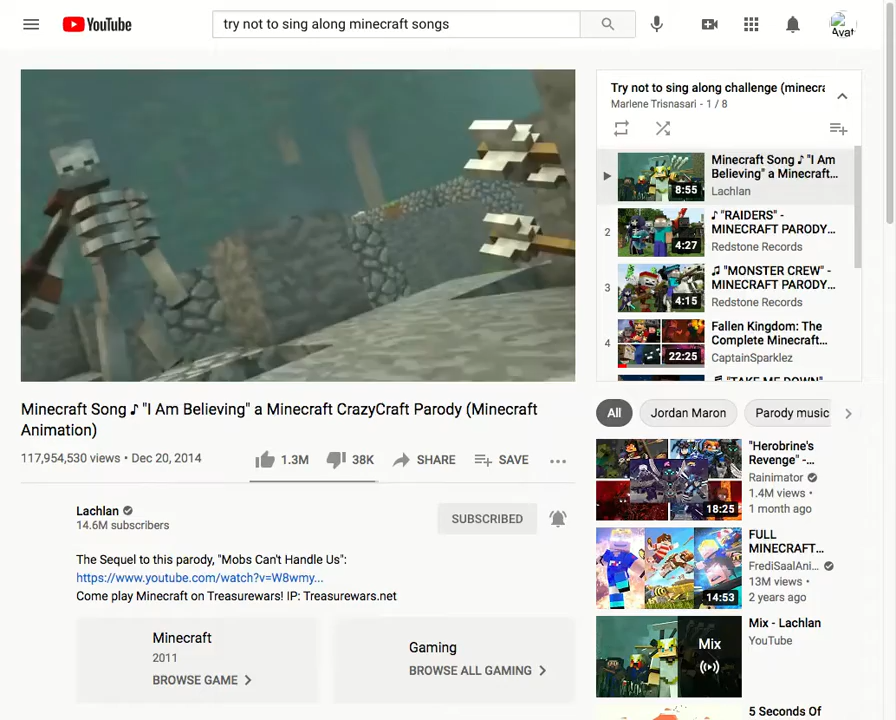 YouTube
try not to sing along minecraft songs
Avat
Try not to sing along challenge (minecra
Marlene Trisnasari - 1 / 8
8:55
Minecraft Song ♪ "I Am
Believing" a Minecraft...
Lachlan
2
4:27
♪ "RAIDERS" -
MINECRAFT PARODY...
Redstone Records
3
4:15
♬ "MONSTER CREW" -
MINECRAFT PARODY...
Redstone Records
4
22:25
Fallen Kingdom: The
Complete Minecraft...
CaptainSparklez
♬ "TAKE ME DOWN"
Minecraft Song ♪ "I Am Believing" a Minecraft CrazyCraft Parody (Minecraft
Animation)
117,954,530 views • Dec 20, 2014
1.3M
38K
SHARE
SAVE
Lachlan
14.6M subscribers
SUBSCRIBED
The Sequel to this parody, "Mobs Can't Handle Us":
https://www.youtube.com/watch?v=W8wmy...
Come play Minecraft on Treasurewars! IP: Treasurewars.net
Minecraft
2011
BROWSE GAME
Gaming
BROWSE ALL GAMING
All
Jordan Maron
Parody music
18:25
"Herobrine's
Revenge" -...
Rainimator
1.4M views •
1 month ago
14:53
FULL
MINECRAFT...
FrediSaalAni...
13M views •
2 years ago
Mix
Mix - Lachlan
YouTube
5 Seconds Of